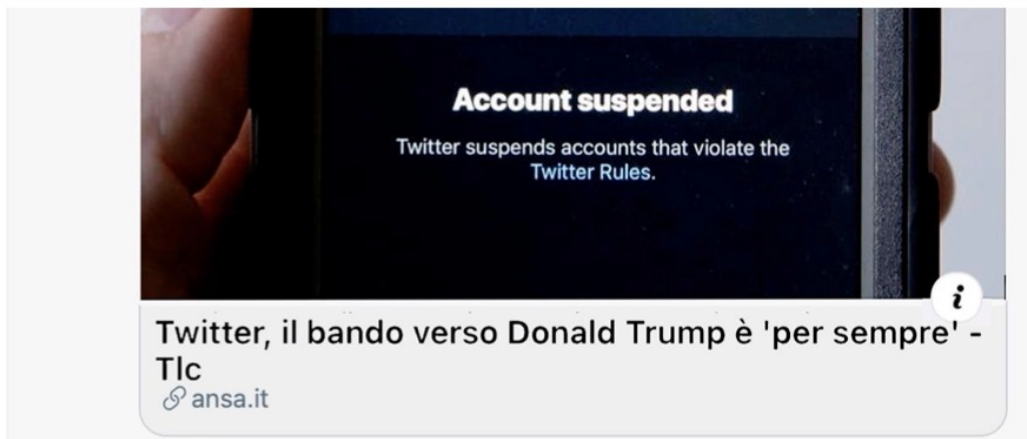 Account suspended
Twitter suspends accounts that violate the
Twitter Rules.
i
Twitter, il bando verso Donald Trump è 'per sempre' -
Tlc
ansa.it